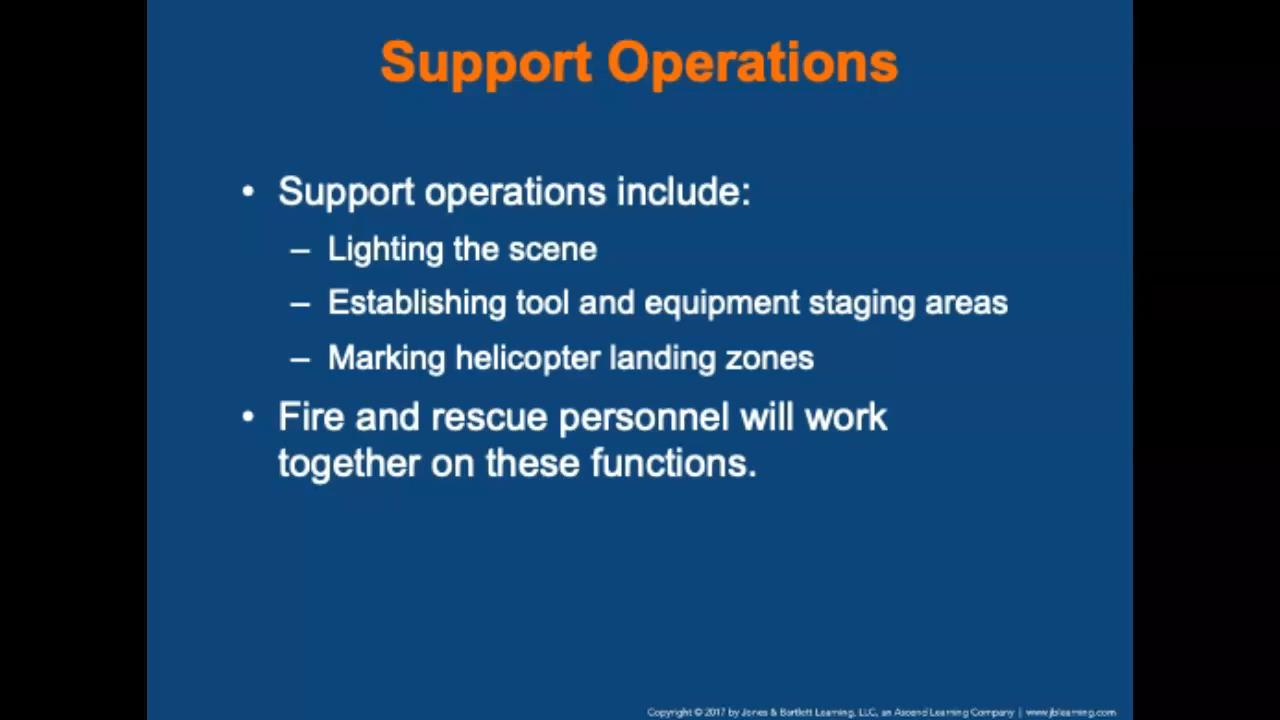 Support Operations
• Support operations include:
– Lighting the scene
– Establishing tool and equipment staging areas
– Marking helicopter landing zones
• Fire and rescue personnel will work
together on these functions.
Copyright © 2017 by Jones & Bartlett Learning, LLC, an Ascend Learning Company | www.jblearning.com